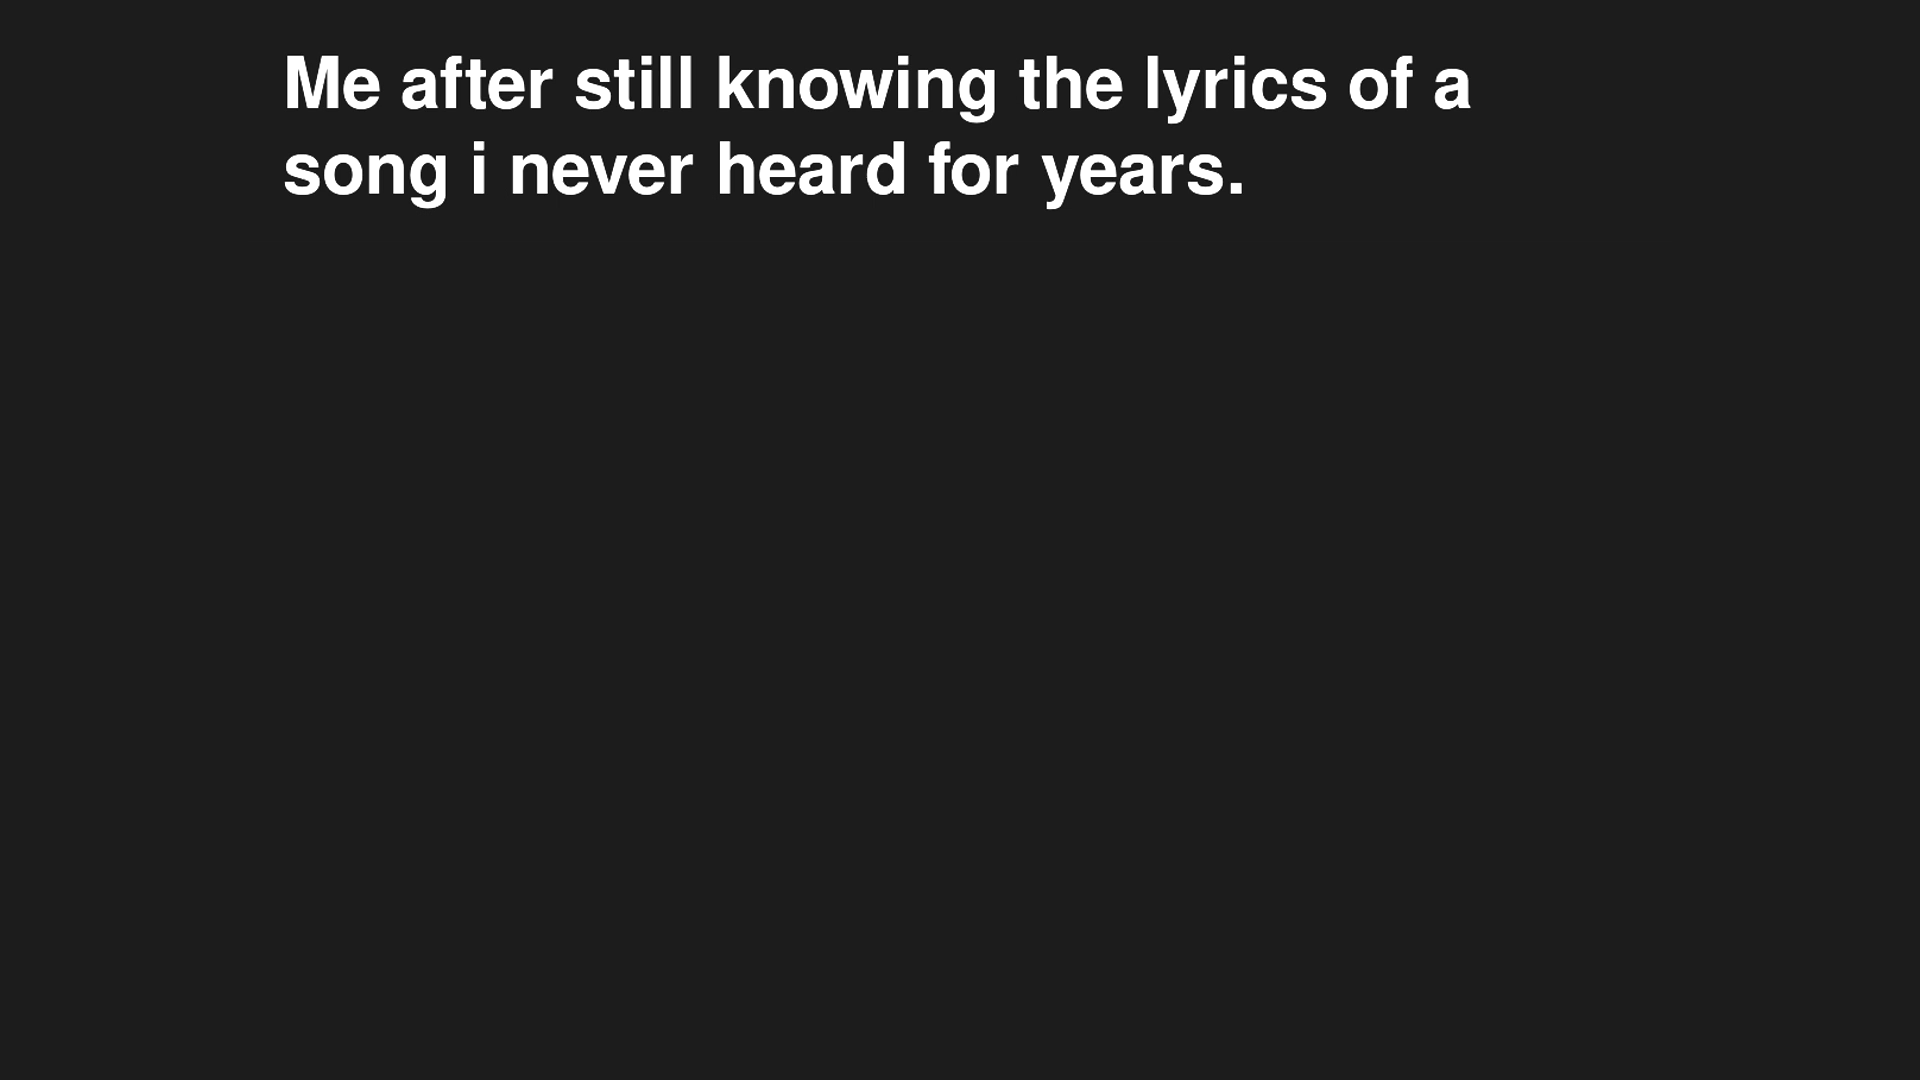 Me after still knowing the lyrics of a
song i never heard for years.